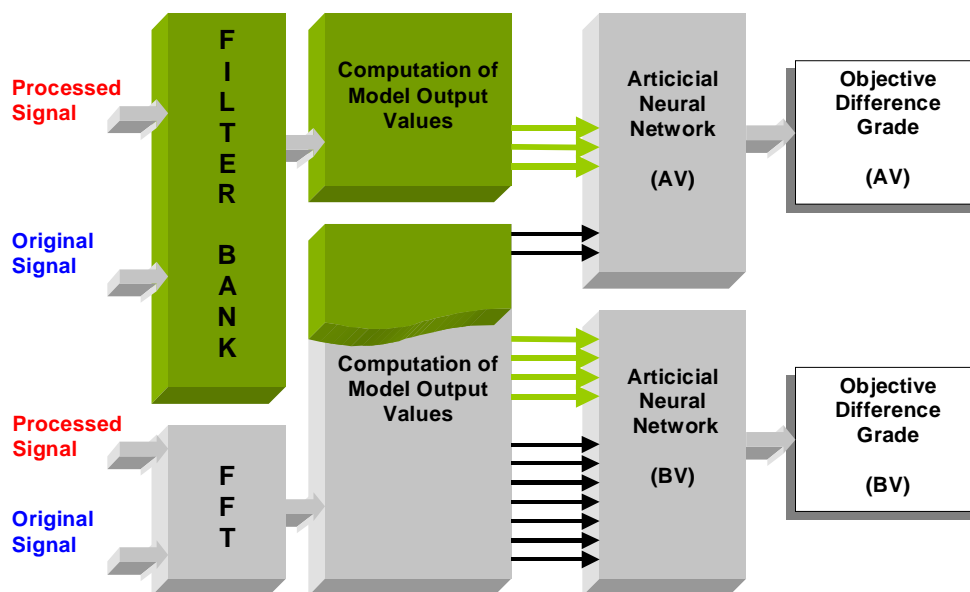 Processed
Signal
Original
Signal
F
I
L
T
E
R
B
A
N
K
Computation of
Model Output
Values
Articicial
Neural
Network
(AV)
Objective
Difference
Grade
(AV)
Processed
Signal
Original
Signal
F
F
T
Computation of
Model Output
Values
Articicial
Neural
Network
(BV)
Objective
Difference
Grade
(BV)